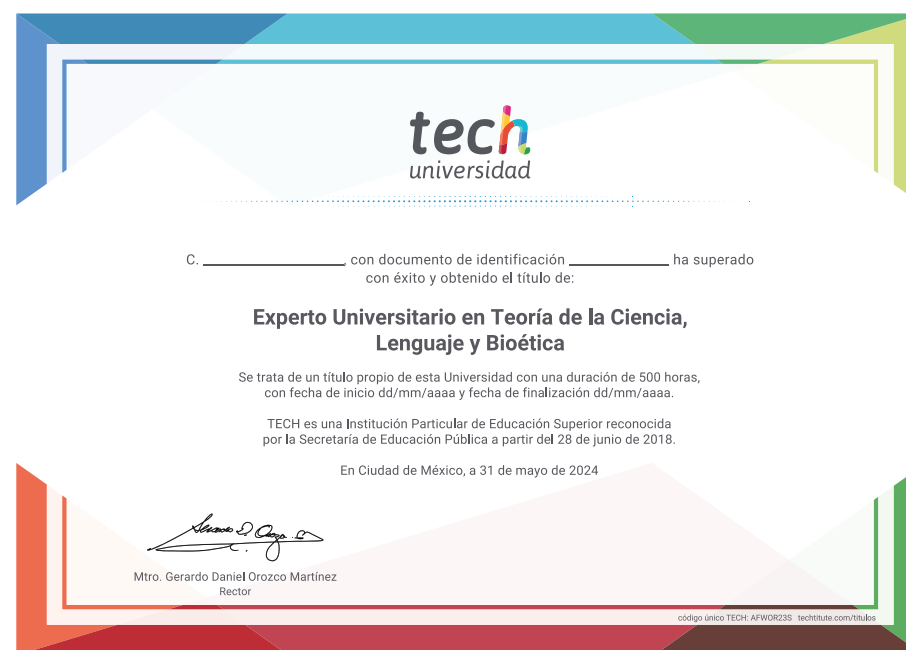 tech
universidad
C. ____________, con documento de identificación ____________ ha superado
con éxito y obtenido el título de:
Experto Universitario en Teoría de la Ciencia,
Lenguaje y Bioética
Se trata de un título propio de esta Universidad con una duración de 500 horas,
con fecha de inicio dd/mm/aaaa y fecha de finalización dd/mm/aaaa.
TECH es una Institución Particular de Educación Superior reconocida
por la Secretaría de Educación Pública a partir del 28 de junio de 2018.
En Ciudad de México, a 31 de mayo de 2024
Mtro. Gerardo Daniel Orozco Martínez
Rector
código único TECH: AFWOR23S techtitute.com/titulos